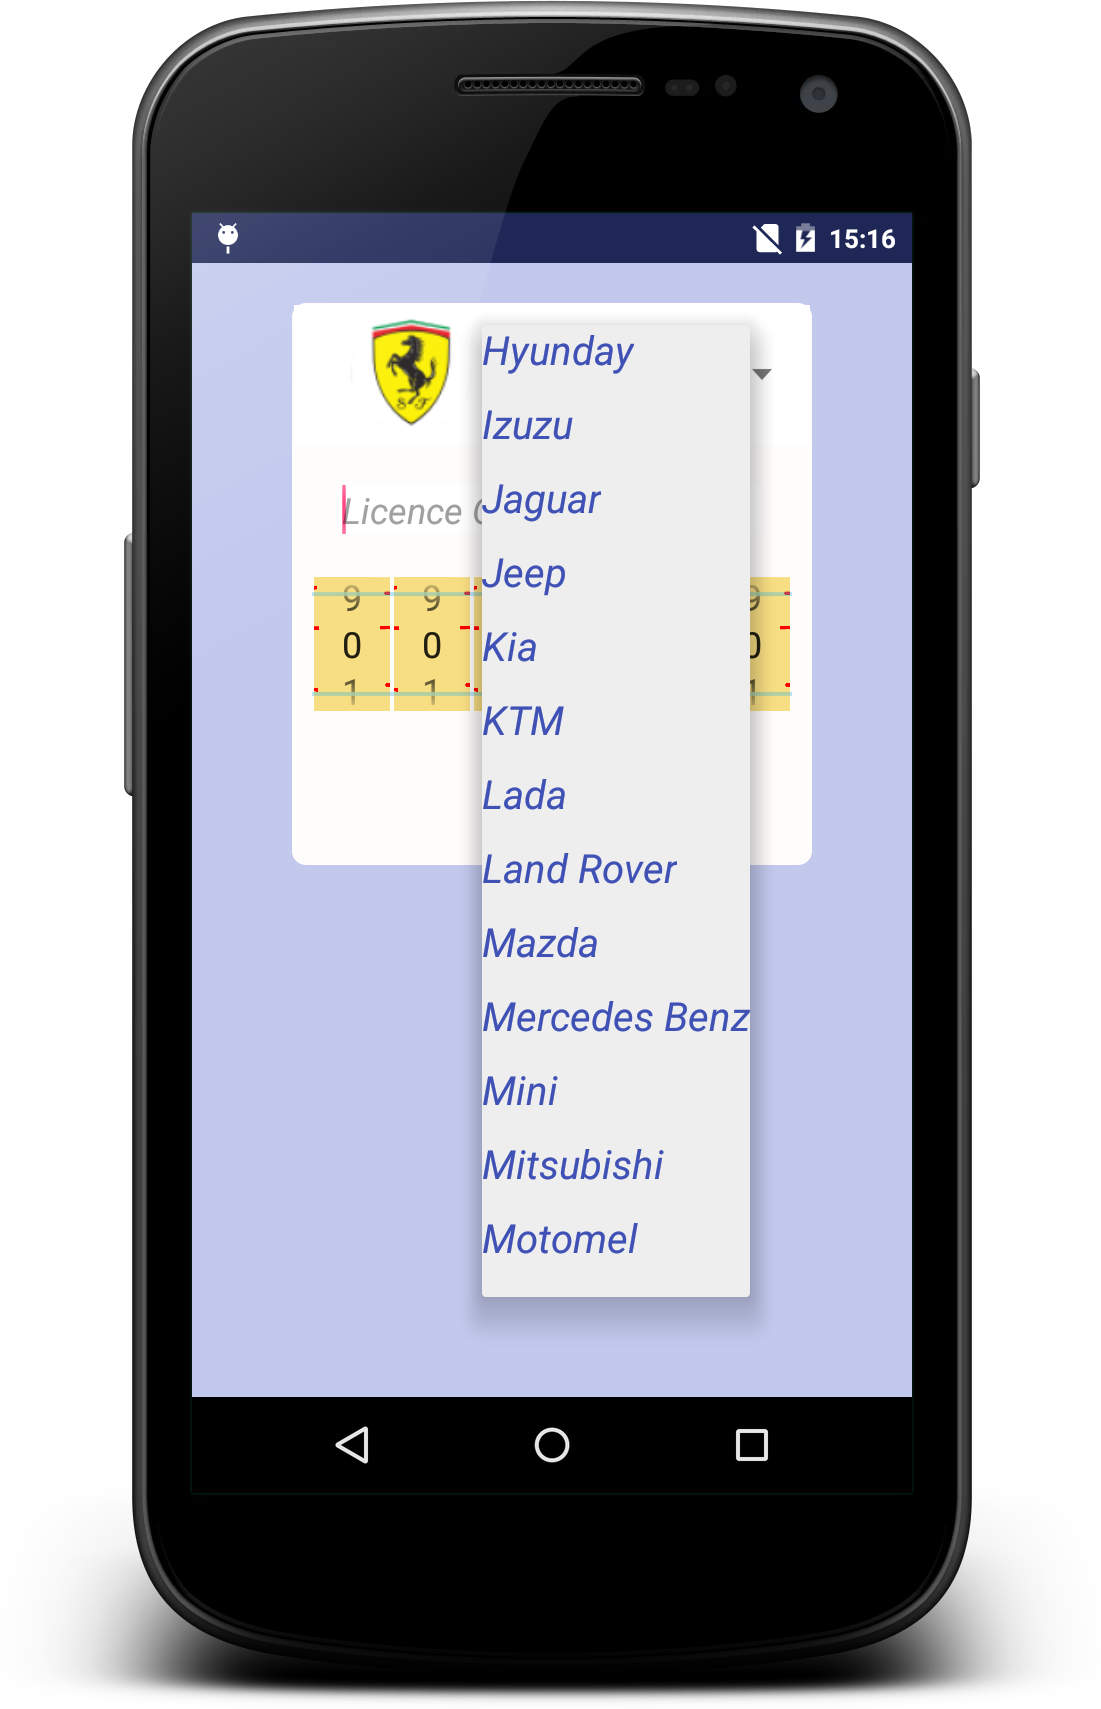 15:16
S F
Hyunday
Izuzu
Jaguar
Licence
Jeep
9 9 9
0 0 0
1 1 1
Kia
KTM
Lada
Land Rover
Mazda
Mercedes Benz
Mini
Mitsubishi
Motomel